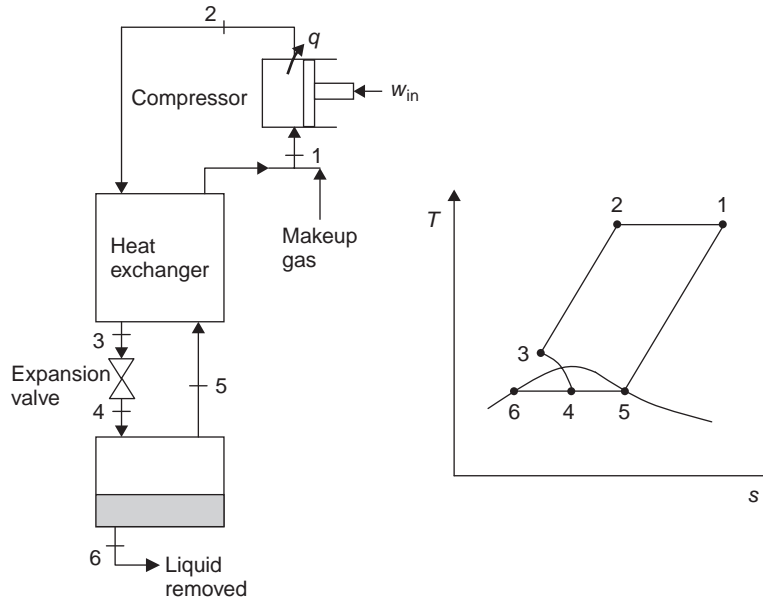 2
q
Compressor
w in
1
Makeup
gas
Heat
exchanger
3
Expansion
valve
4
5
6
Liquid
removed
T
2
1
3
6
4
5
s